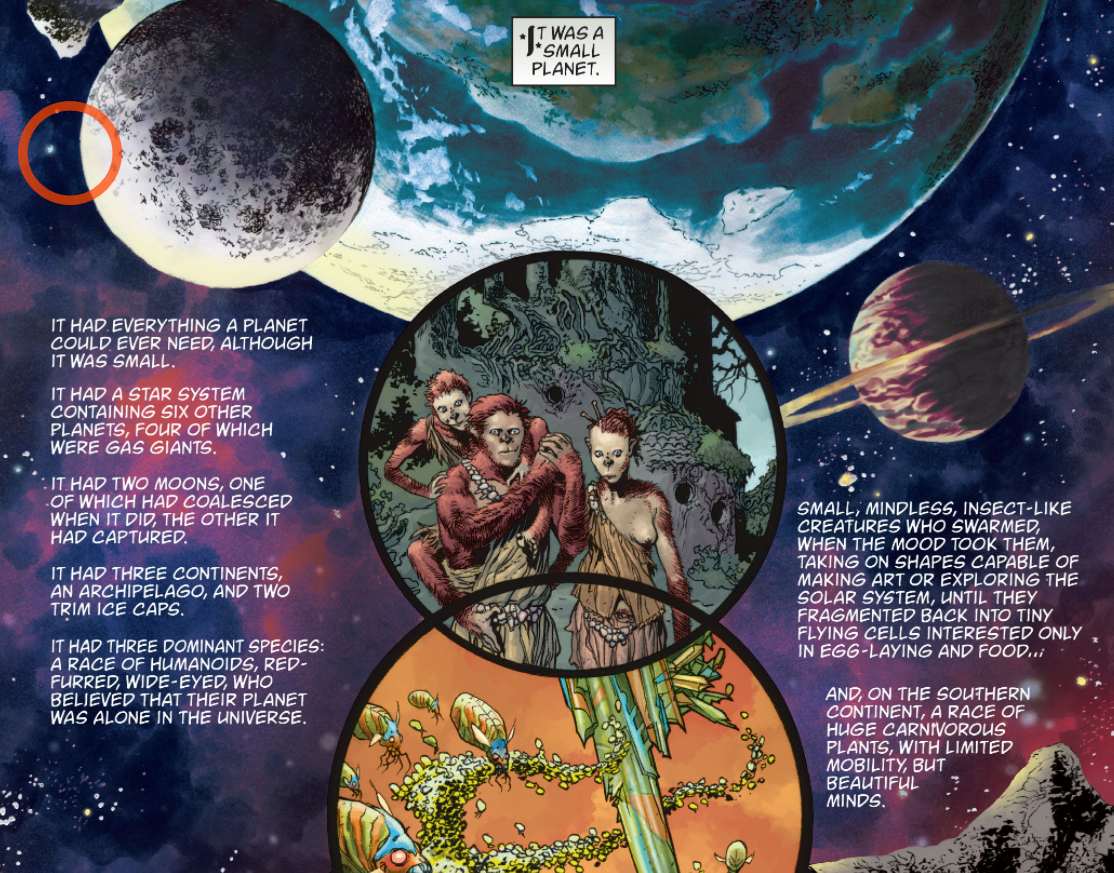 IT WAS A
SMALL
PLANET.
IT HAD EVERYTHING A PLANET
COULD EVER NEED, ALTHOUGH
IT WAS SMALL.
IT HAD A STAR SYSTEM
CONTAINING SIX OTHER
PLANETS, FOUR OF WHICH
WERE GAS GIANTS.
IT HAD TWO MOONS, ONE
OF WHICH HAD COALESCED
WHEN IT DID, THE OTHER IT
HAD CAPTURED.
IT HAD THREE CONTINENTS,
AN ARCHIPELAGO, AND TWO
TRIM ICE CAPS.
IT HAD THREE DOMINANT SPECIES:
A RACE OF HUMANOIDS, RED-
FURRED, WIDE-EYED, WHO
BELIEVED THAT THEIR PLANET
WAS ALONE IN THE UNIVERSE.
SMALL, MINDLESS, INSECT-LIKE
CREATURES WHO SWARMED,
WHEN THE MOOD TOOK THEM,
TAKING ON SHAPES CAPABLE OF
MAKING ART OR EXPLORING THE
SOLAR SYSTEM, UNTIL THEY
FRAGMENTED BACK INTO TINY
FLYING CELLS INTERESTED ONLY
IN EGG-LAYING AND FOOD...
AND, ON THE SOUTHERN
CONTINENT, A RACE OF
HUGE CARNIVOROUS
PLANTS, WITH LIMITED
MOBILITY, BUT
BEAUTIFUL
MINDS.